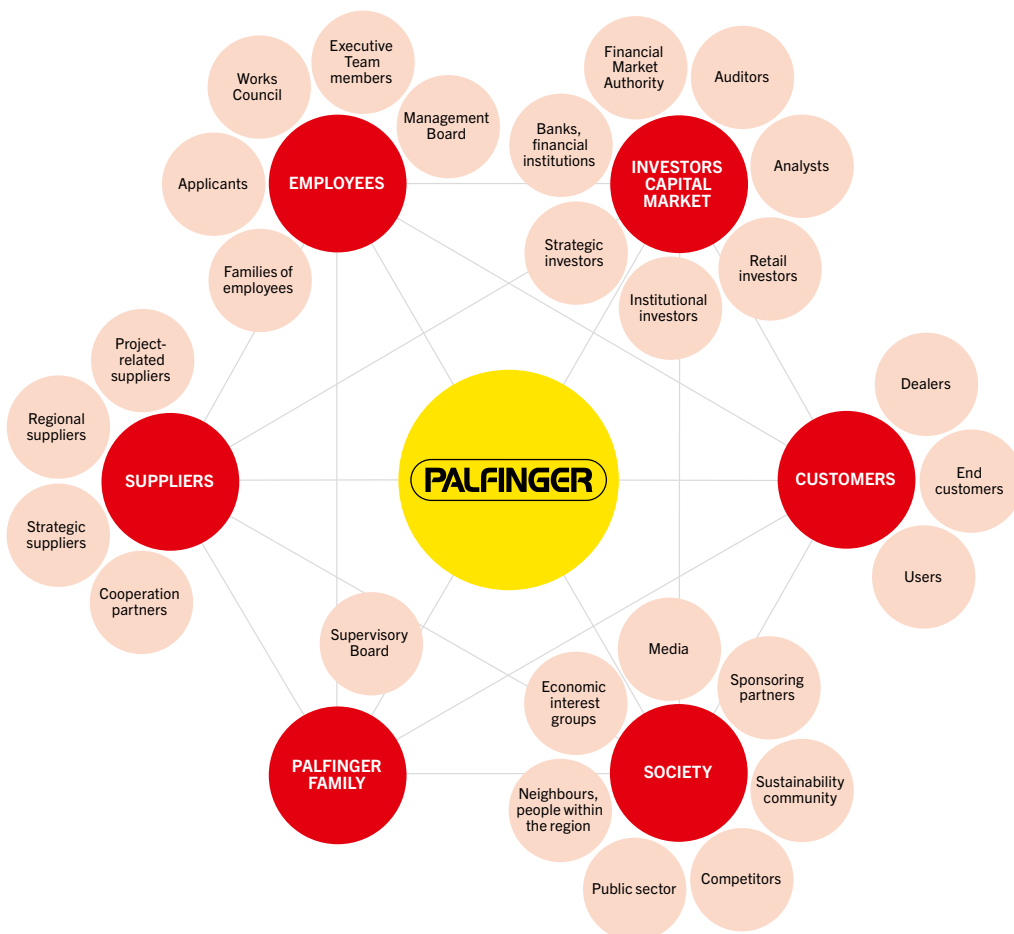 Executive
Team
members
Works
Council
Management
Board
Applicants
EMPLOYEES
Families of
employees
Financial
Market
Authority
Auditors
Banks,
financial
institutions
INVESTORS
CAPITAL
MARKET
Analysts
Strategic
investors
Retail
investors
Institutional
investors
Project-
related
suppliers
Regional
suppliers
SUPPLIERS
Strategic
suppliers
Cooperation
partners
PALFINGER
Dealers
CUSTOMERS
End
customers
Users
Supervisory
Board
PALFINGER
FAMILY
Media
Economic
interest
groups
Sponsoring
partners
SOCIETY
Sustainability
community
Neighbours,
people within
the region
Public sector
Competitors